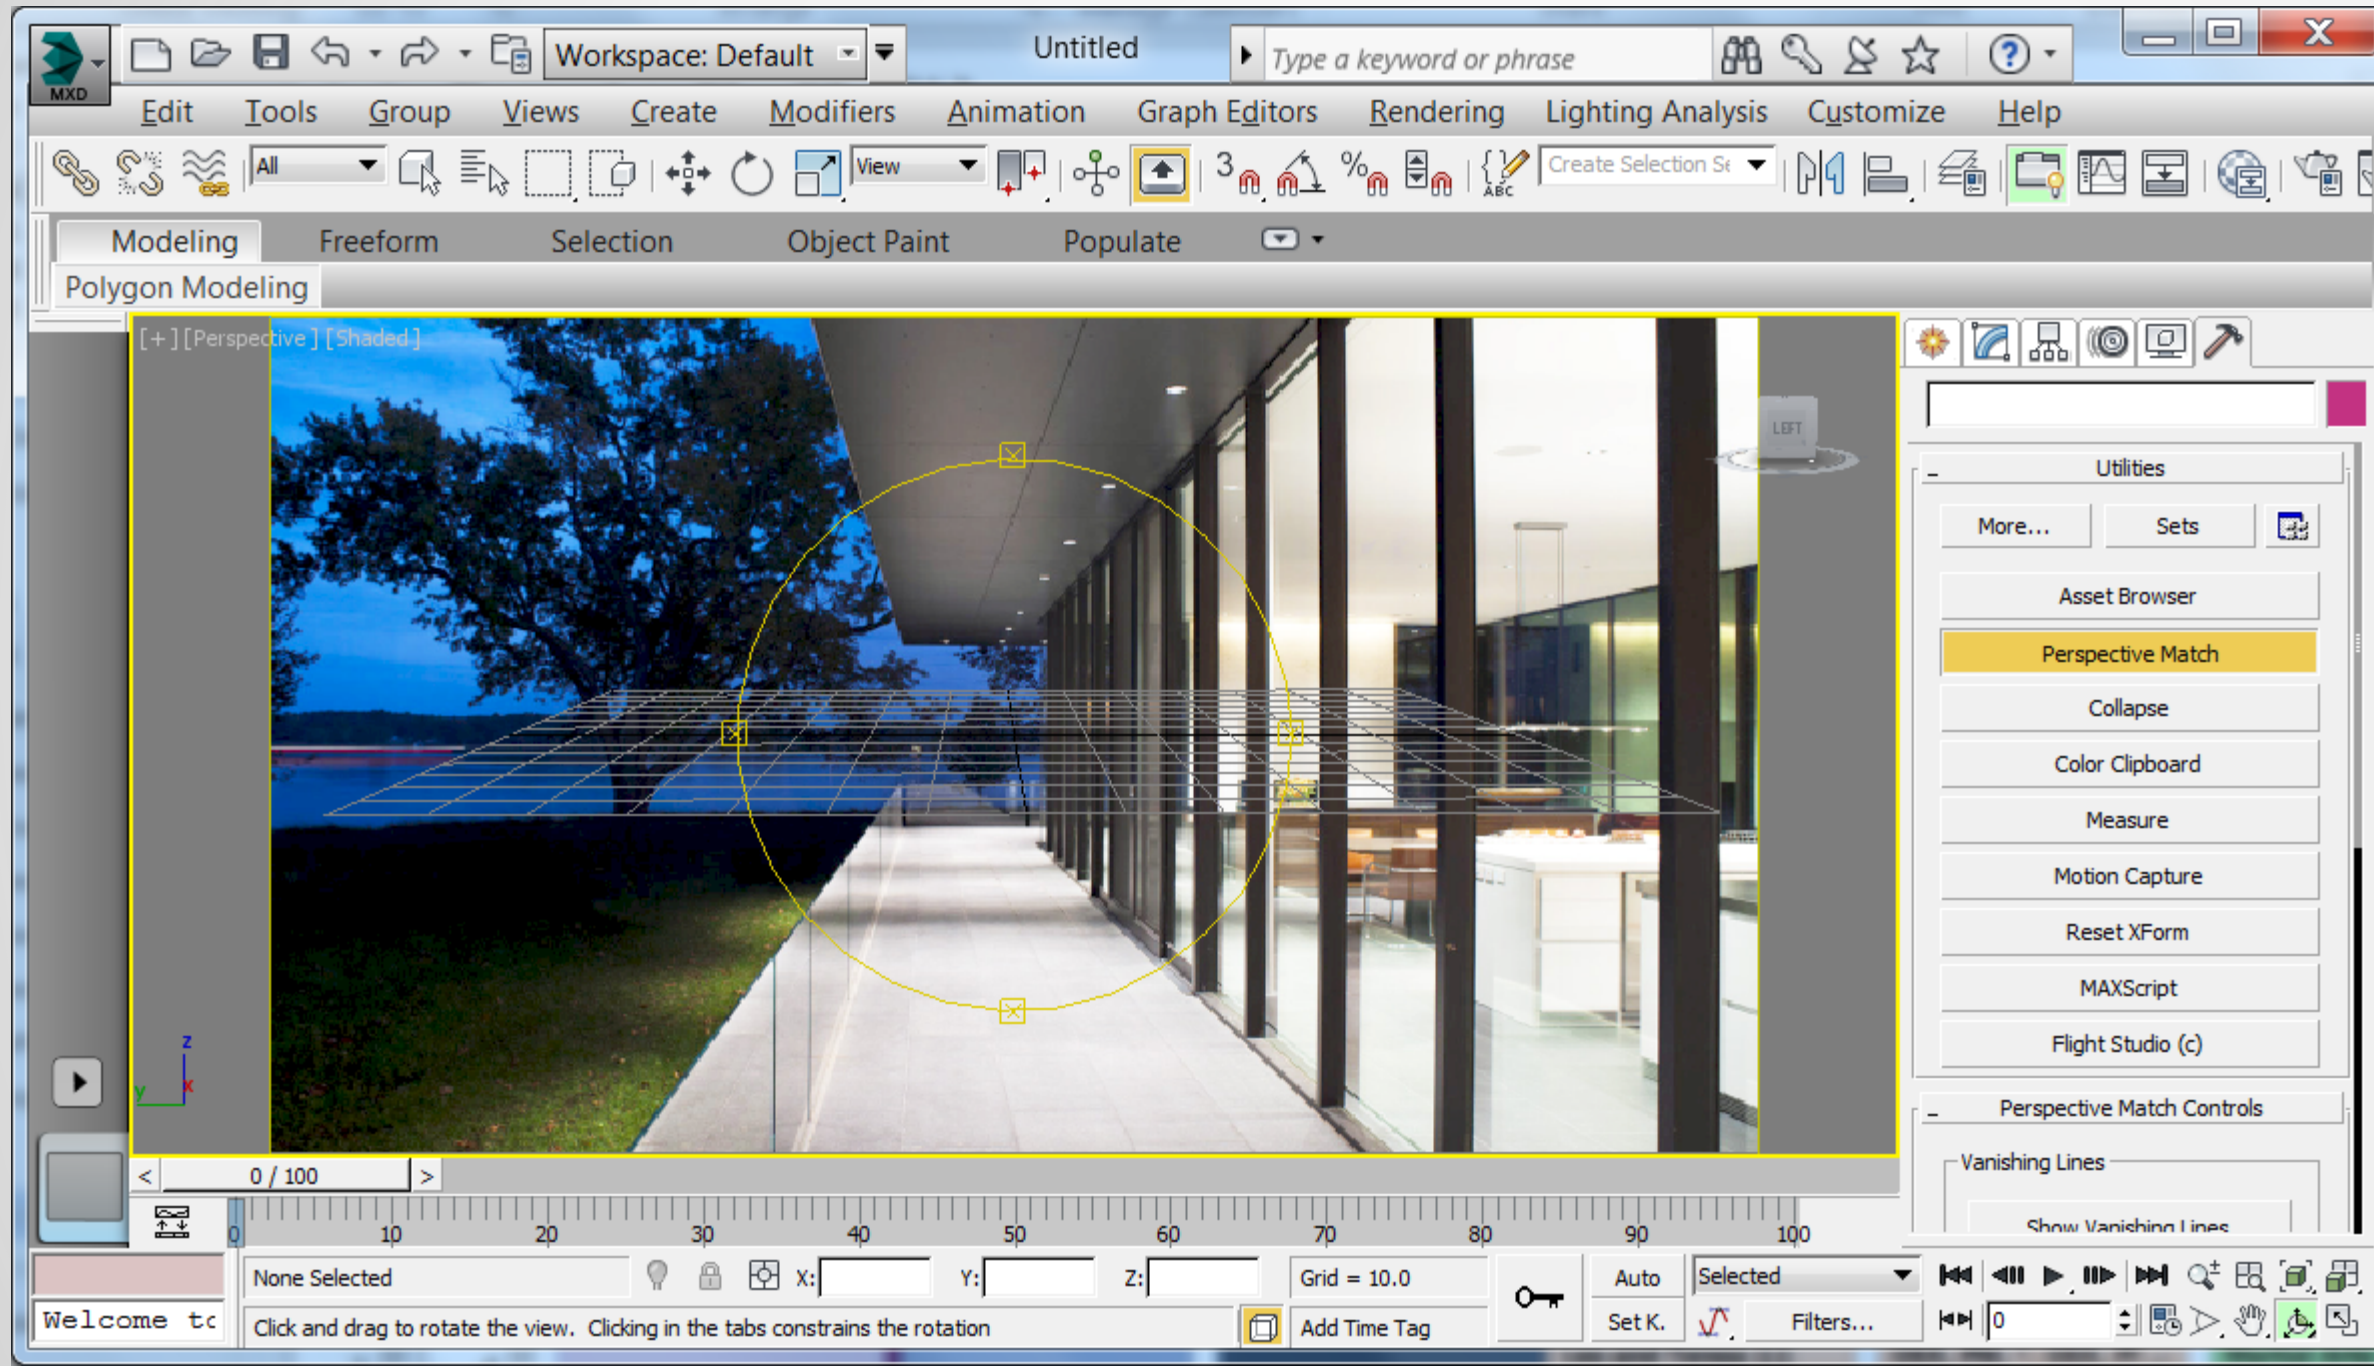 Workspace: Default
Untitled
Type a keyword or phrase
MXD
Edit Tools Group Views Create Modifiers Animation Graph Editors Rendering Lighting Analysis Customize Help
All
View
3
%
ABC
Create Selection Se
Modeling Freeform Selection Object Paint Populate
Polygon Modeling
[+] [Perspective] [Shaded]
LEFT
z
x
y
Utilities
More... Sets
Asset Browser
Perspective Match
Collapse
Color Clipboard
Measure
Motion Capture
Reset XForm
MAXScript
Flight Studio (c)
Perspective Match Controls
Vanishing Lines
Show Vanishing Lines
< 0 / 100 >
0 10 20 30 40 50 60 70 80 90 100
None Selected X: Y: Z: Grid = 10.0 Auto Selected
Welcome to
Click and drag to rotate the view. Clicking in the tabs constrains the rotation
Add Time Tag Set K. Filters... 0